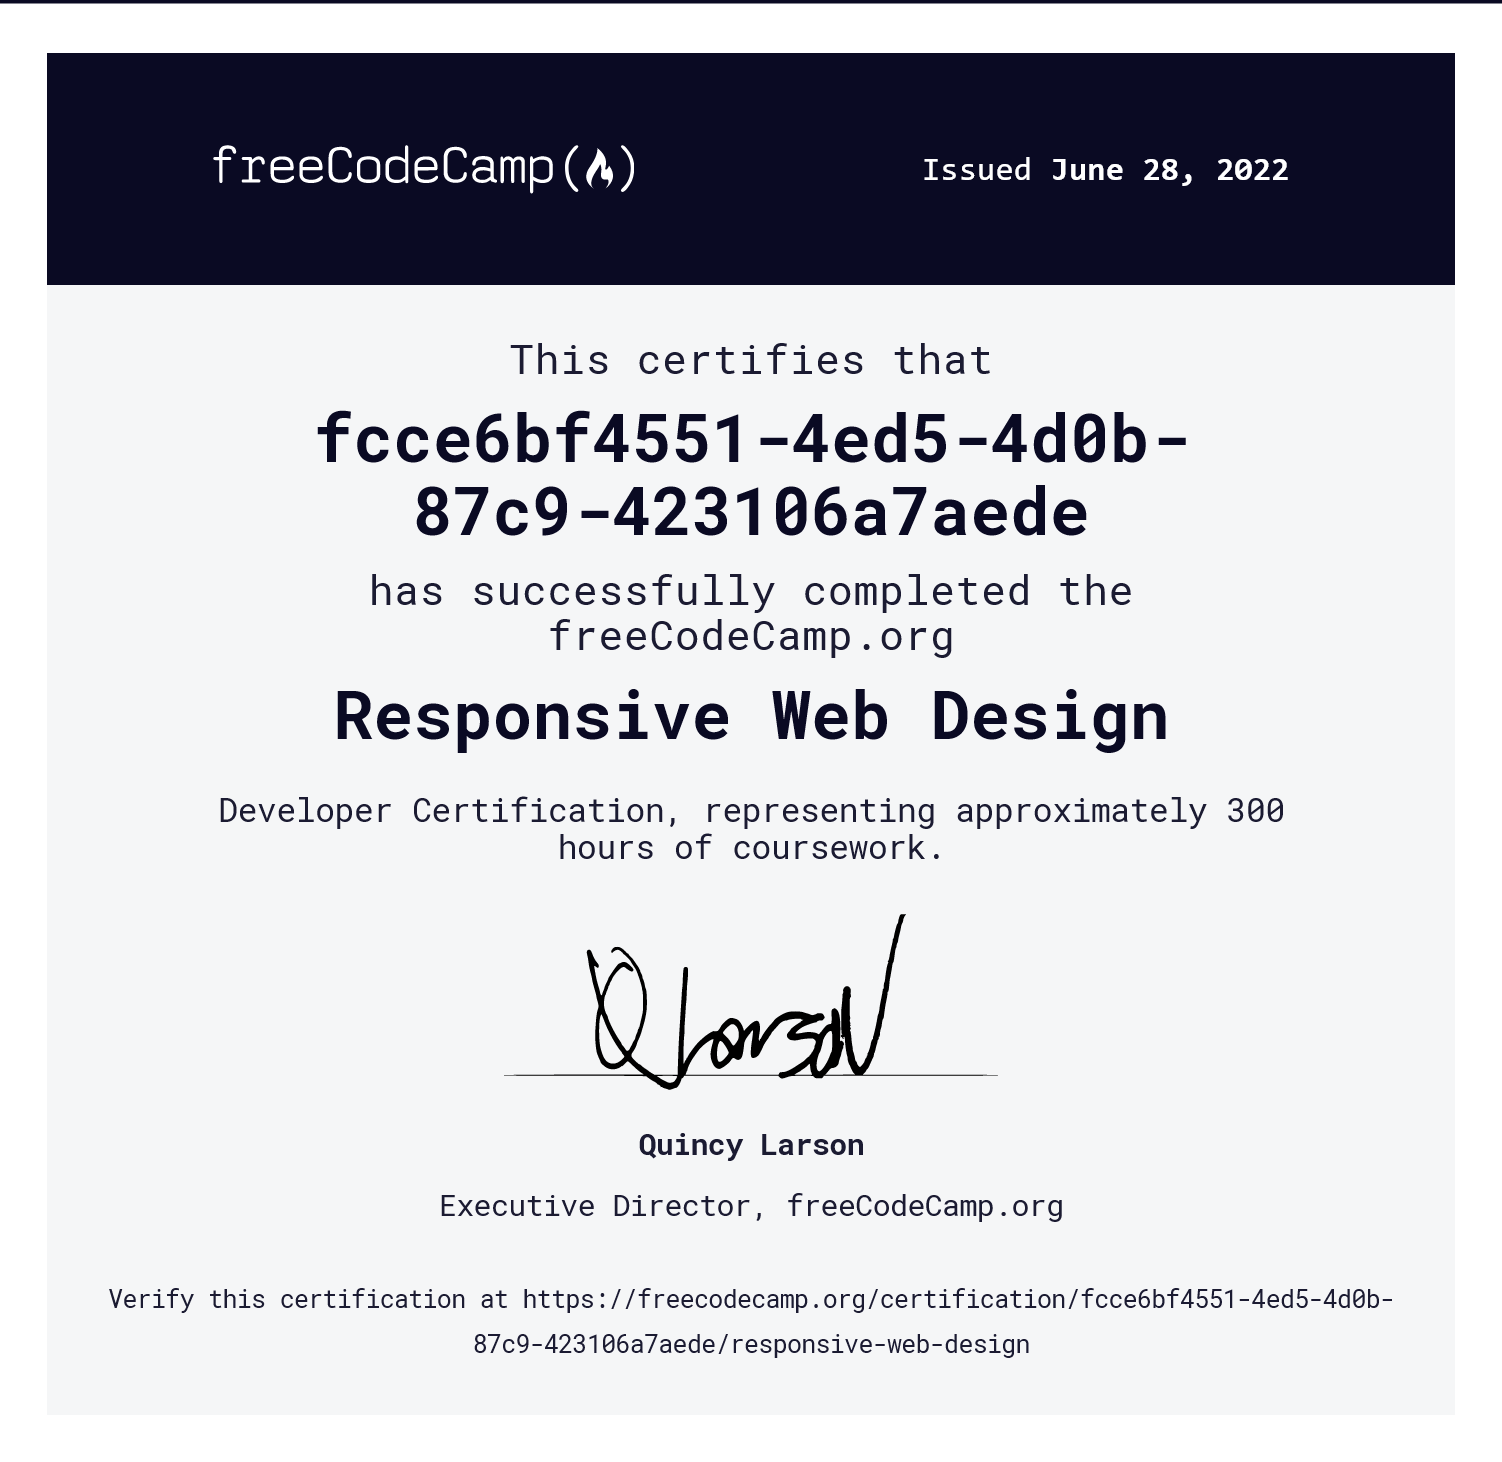 freeCodeCamp(🔥)
Issued June 28, 2022
This certifies that
fcce6bf4551-4ed5-4d0b-
87c9-423106a7aede
has successfully completed the
freeCodeCamp.org
Responsive Web Design
Developer Certification, representing approximately 300
hours of coursework.
Q Larson
Quincy Larson
Executive Director, freeCodeCamp.org
Verify this certification at https://freecodecamp.org/certification/fcce6bf4551-4ed5-4d0b-
87c9-423106a7aede/responsive-web-design